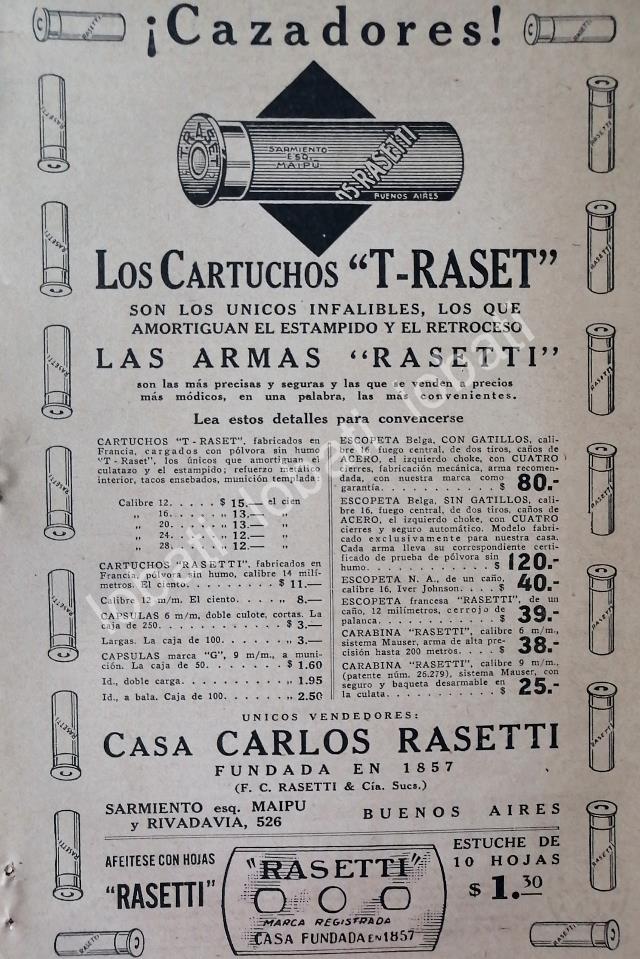 ¡Cazadores!
T-RASET
SARMIENTO
ESQ.
MAIPU
RASETTI
BUENOS AIRES
LOS CARTUCHOS "T-RASET"
SON LOS UNICOS INFALIBLES, LOS QUE
AMORTIGUAN EL ESTAMPIDO Y EL RETROCESO
LAS ARMAS "RASETTI"
son las más precisas y seguras y las que se venden a precios
más módicos, en una palabra, las más convenientes.
Lea estos detalles para convencerse
CARTUCHOS "T-RASET", fabricados en
Francia, cargados con pólvora sin humo
"T-Raset", los únicos que amortiguan el
culatazo y el estampido; refuerzo metálico
interior, tacos ensebados, munición templada:
Calibre 12. . . . . $ 15.— el cien
„ 16. . . . . „ 13.— „
„ 20. . . . . „ 13.— „
„ 24. . . . . „ 12.— „
„ 28. . . . . „ 12.— „
CARTUCHOS "RASETTI", fabricados en
Francia, pólvora sin humo, calibre 14 milí-
metros. El ciento. . . . . . . . $ 11.—
Calibre 12 m/m. El ciento. . . . . „ 8.—
CAPSULAS 6 m/m, doble culote, cortas. La
caja de 250. . . . . . . . . . $ 3.—
Largas. La caja de 100. . . . . . „ 3.—
CAPSULAS marca "G", 9 m/m., a muni-
ción. La caja de 50. . . . . . . $ 1.60
Id., doble carga. . . . . . . . „ 1.95
Id., a bala. Caja de 100. . . . . . „ 2.50
ESCOPETA Belga, CON GATILLOS, cali-
bre 16, fuego central, de dos tiros, caños de
ACERO, el izquierdo choke, con CUATRO
cierres, fabricación mecánica, arma recomen-
dada, con nuestra marca como
garantía. . . . . . . . . . $ 80.-
ESCOPETA Belga, SIN GATILLOS, cali-
bre 16, fuego central, de dos tiros, caños de
ACERO, el izquierdo choke, con CUATRO
cierres y seguro automático. Modelo fabri-
cado exclusivamente para nuestra casa.
Cada arma lleva su correspondiente certi-
ficado de prueba de pólvora sin
humo. . . . . . . . . . $ 120.-
ESCOPETA N. A., de un caño,
calibre 16, Iver Johnson. . . . $ 40.-
ESCOPETA francesa "RASETTI", de un
caño, 12 milímetros, cerrojo de
palanca. . . . . . . . . . $ 39.-
CARABINA "RASETTI", calibre 6 m/m.,
sistema Mauser, arma de alta pre-
cisión hasta 200 metros. . . . $ 38.-
CARABINA "RASETTI", calibre 9 m/m,
(patente núm. 26.279), sistema Mauser, con
seguro y baqueta desarmable en
la culata. . . . . . . . . . $ 25.-
UNICOS VENDEDORES:
CASA CARLOS RASETTI
FUNDADA EN 1857
(F. C. RASETTI & Cía. Sucs.)
SARMIENTO esq. MAIPU
y RIVADAVIA, 526
BUENOS AIRES
AFEITESE CON HOJAS
"RASETTI"
"RASETTI"
MARCA REGISTRADA
CASA FUNDADA EN 1857
ESTUCHE DE
10 HOJAS
$ 1.30